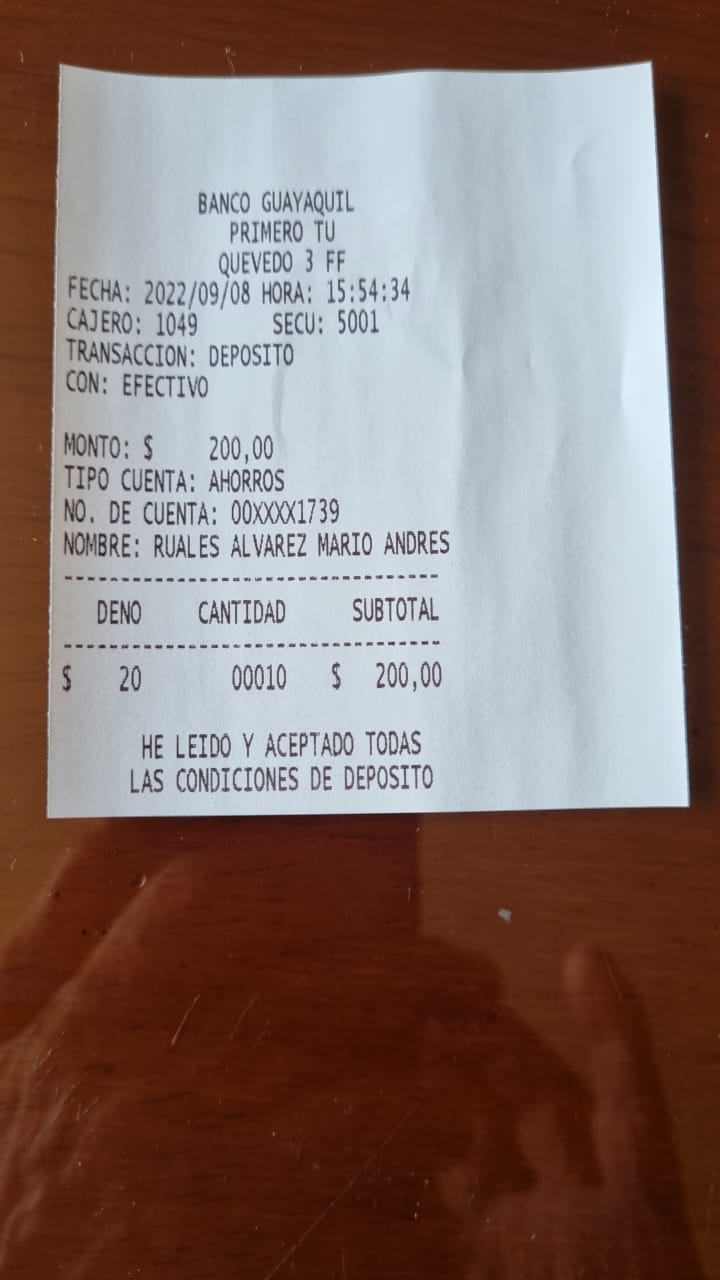 BANCO GUAYAQUIL
PRIMERO TU
QUEVEDO 3 FF
FECHA: 2022/09/08 HORA: 15:54:34
CAJERO: 1049 SECU: 5001
TRANSACCION: DEPOSITO
CON: EFECTIVO
MONTO: $ 200,00
TIPO CUENTA: AHORROS
NO. DE CUENTA: 00XXXX1739
NOMBRE: RUALES ALVAREZ MARIO ANDRES
----------------------------------
DENO CANTIDAD SUBTOTAL
----------------------------------
$ 20 00010 $ 200,00
HE LEIDO Y ACEPTADO TODAS
LAS CONDICIONES DE DEPOSITO